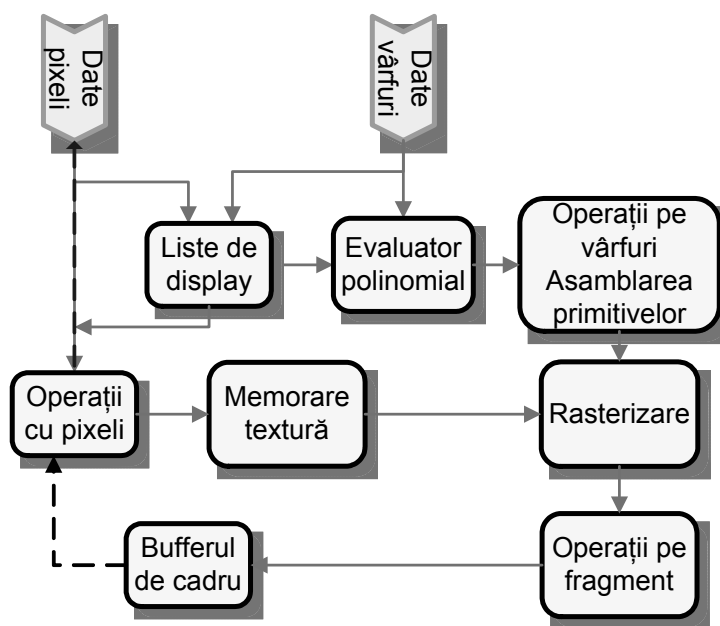 Date
pixeli
Date
vârfuri
Liste de
display
Evaluator
polinomial
Operații pe
vârfuri
Asamblarea
primitivelor
Operații
cu pixeli
Memorare
textură
Rasterizare
Bufferul
de cadru
Operații pe
fragment